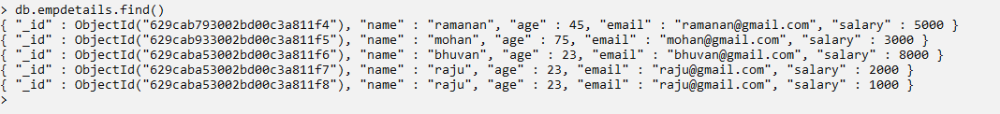 > db.empdetails.find()
{ "_id" : ObjectId("629cab793002bd00c3a811f4"), "name" : "ramanan", "age" : 45, "email" : "ramanan@gmail.com", "salary" : 5000 }
{ "_id" : ObjectId("629cab933002bd00c3a811f5"), "name" : "mohan", "age" : 75, "email" : "mohan@gmail.com", "salary" : 3000 }
{ "_id" : ObjectId("629caba53002bd00c3a811f6"), "name" : "bhuvan", "age" : 23, "email" : "bhuvan@gmail.com", "salary" : 8000 }
{ "_id" : ObjectId("629caba53002bd00c3a811f7"), "name" : "raju", "age" : 23, "email" : "raju@gmail.com", "salary" : 2000 }
{ "_id" : ObjectId("629caba53002bd00c3a811f8"), "name" : "raju", "age" : 23, "email" : "raju@gmail.com", "salary" : 1000 }
>